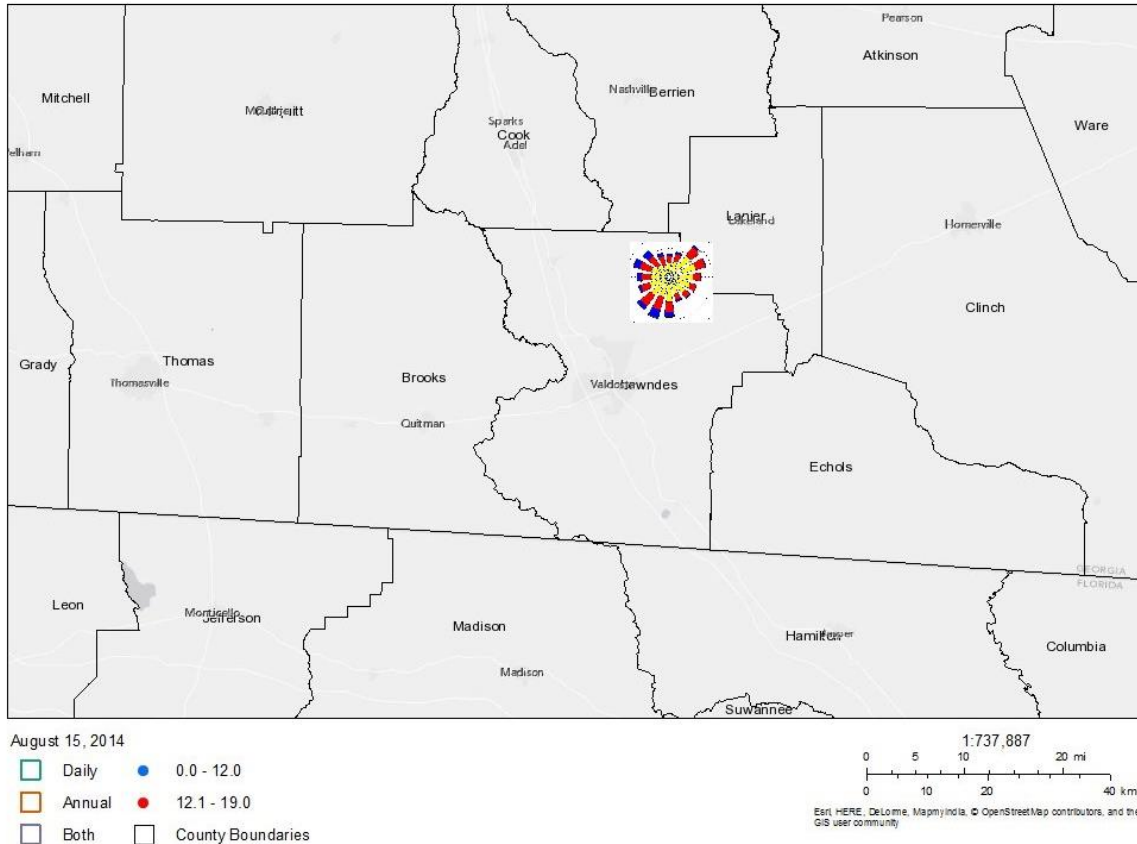 Pearson
Atkinson
Mitchell
Nashville
Berrien
Ware
Sparks
Cook
Adel
Lanier
Homerville
Clinch
Grady
Thomas
Thomasville
Brooks
Quitman
Echols
GEORGIA
FLORIDA
Leon
Monticello
Jefferson
Madison
Madison
Hamilton
Columbia
Suwannee
August 15, 2014
Daily
0.0 - 12.0
Annual
12.1 - 19.0
Both
County Boundaries
1:737,887
0 5 10 20 mi
0 10 20 40 km
Esri, HERE, DeLorme, MapmyIndia, © OpenStreetMap contributors, and the
GIS user community